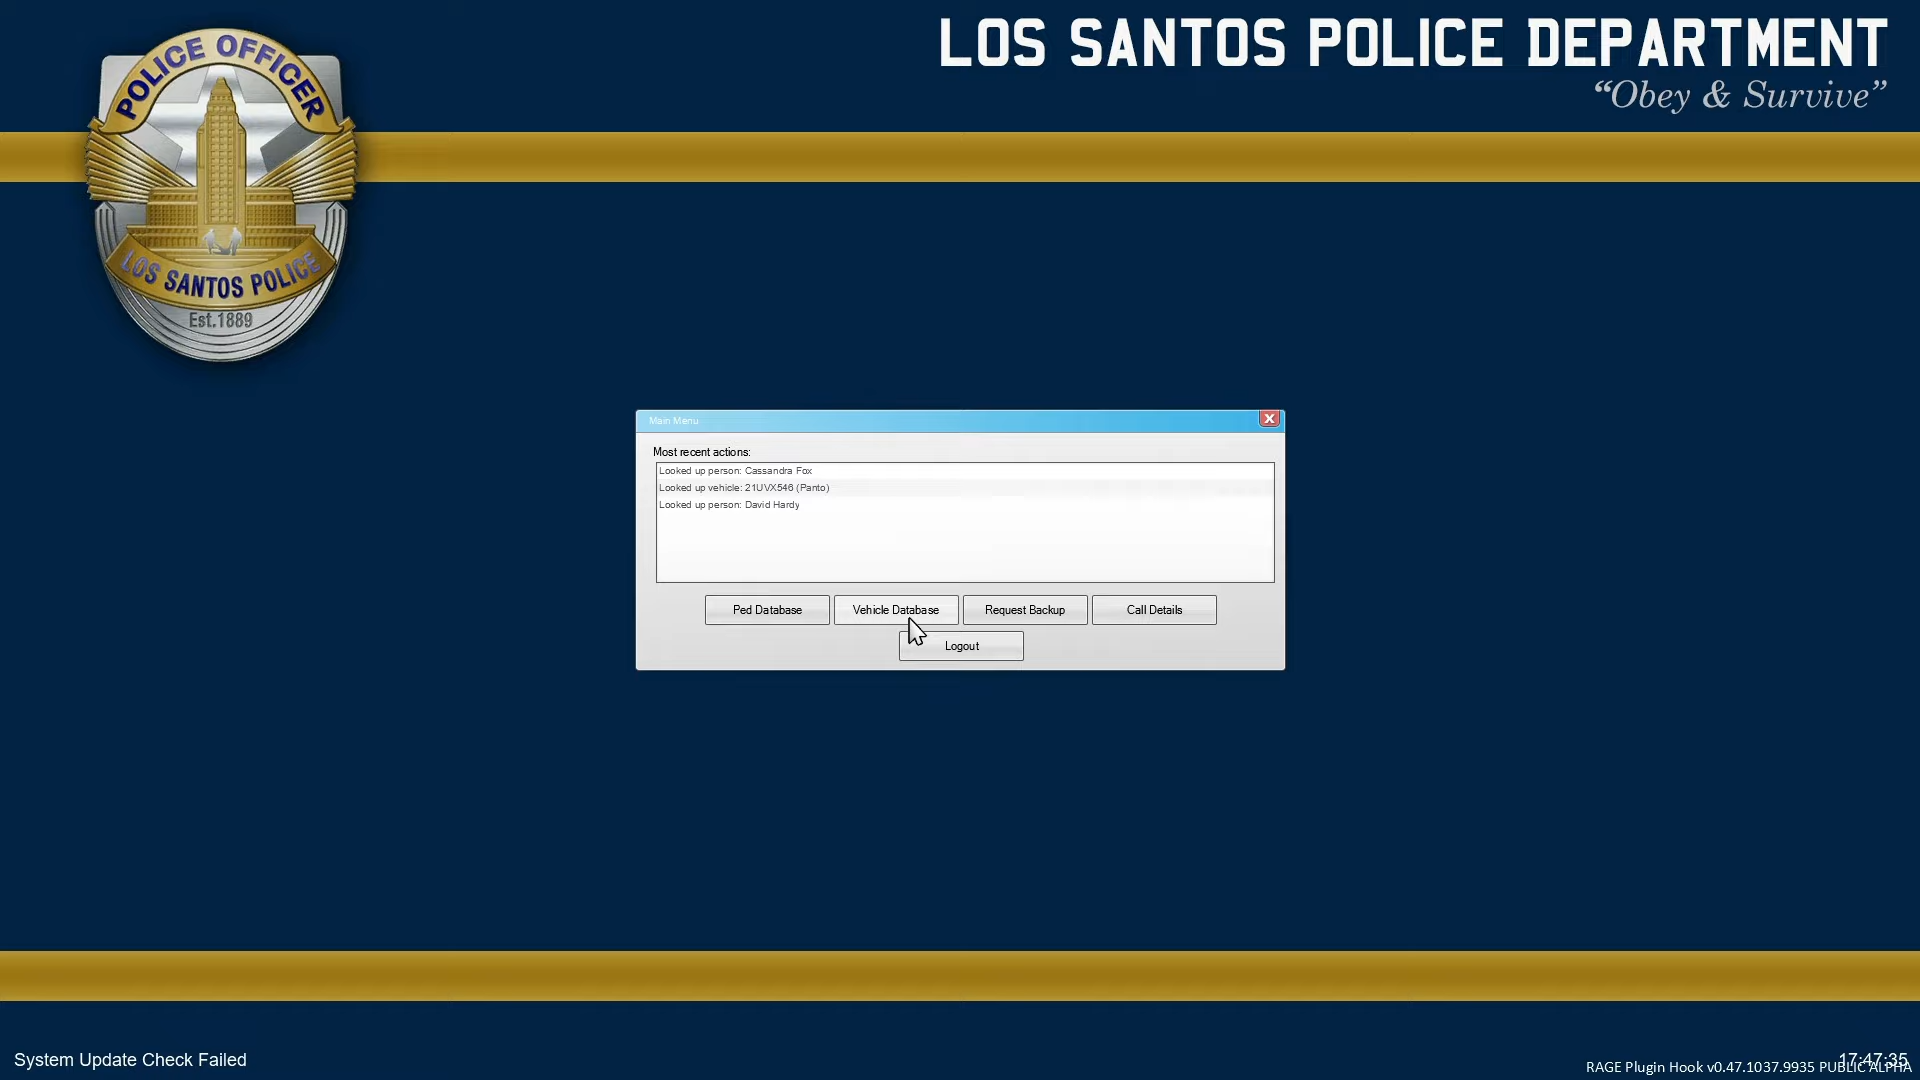 POLICE OFFICER
LOS SANTOS POLICE
Est.1889
LOS SANTOS POLICE DEPARTMENT
“Obey & Survive”
Main Menu
Most recent actions:
Looked up person: Cassandra Fox
Looked up vehicle: 21UVX546 (Panto)
Looked up person: David Hardy
Ped Database
Vehicle Database
Request Backup
Call Details
Logout
System Update Check Failed
17:47:35
RAGE Plugin Hook v0.47.1037.9935 PUBLIC ALPHA